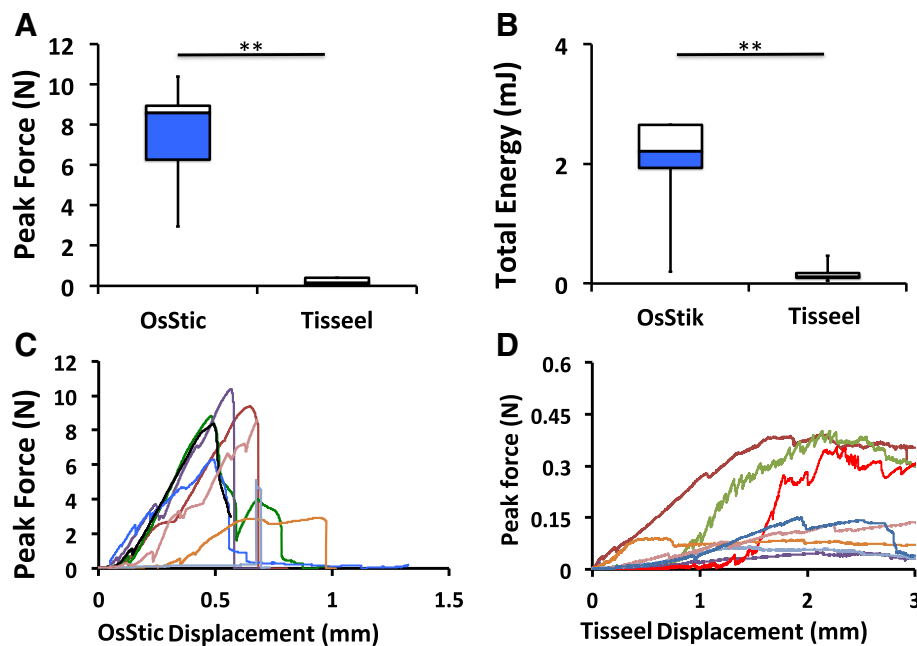 A
Peak Force (N)
12
10
8
6
4
2
0
**
OsStic
Tisseel
B
Total Energy (mJ)
4
2
0
**
OsStik
Tisseel
C
Peak Force (N)
12
10
8
6
4
2
0
0
0.5
1
1.5
OsStic Displacement (mm)
D
Peak force (N)
0.6
0.45
0.3
0.15
0
0
1
2
3
Tisseel Displacement (mm)